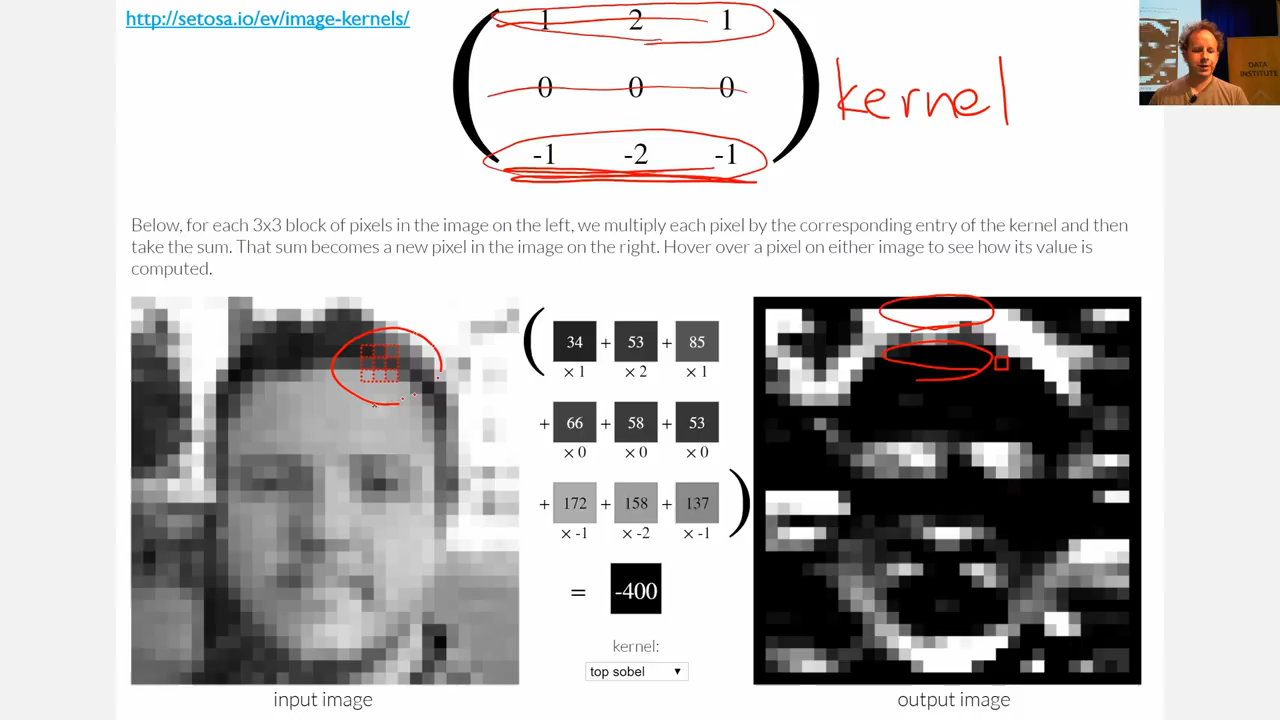 http://setosa.io/ev/image-kernels/
1 2 1
0 0 0
-1 -2 -1
kernel
DATA
INSTITUTE
Below, for each 3x3 block of pixels in the image on the left, we multiply each pixel by the corresponding entry of the kernel and then
take the sum. That sum becomes a new pixel in the image on the right. Hover over a pixel on either image to see how its value is
computed.
( 34 + 53 + 85
× 1 × 2 × 1
+ 66 + 58 + 53
× 0 × 0 × 0
+ 172 + 158 + 137 )
× -1 × -2 × -1
= -400
kernel:
top sobel
input image
output image